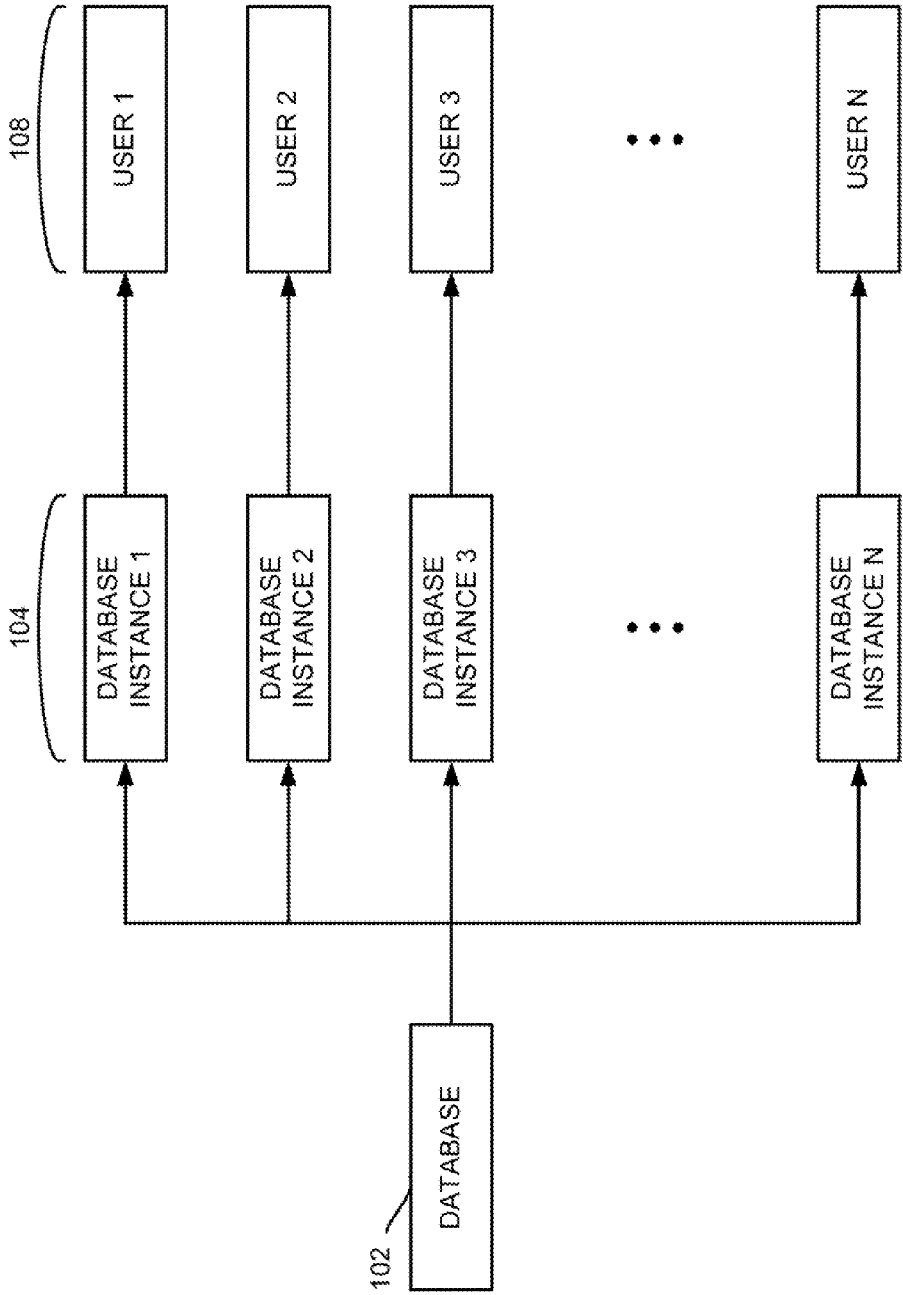 102
DATABASE
104
DATABASE
INSTANCE 1
DATABASE
INSTANCE 2
DATABASE
INSTANCE 3
DATABASE
INSTANCE N
108
USER 1
USER 2
USER 3
USER N